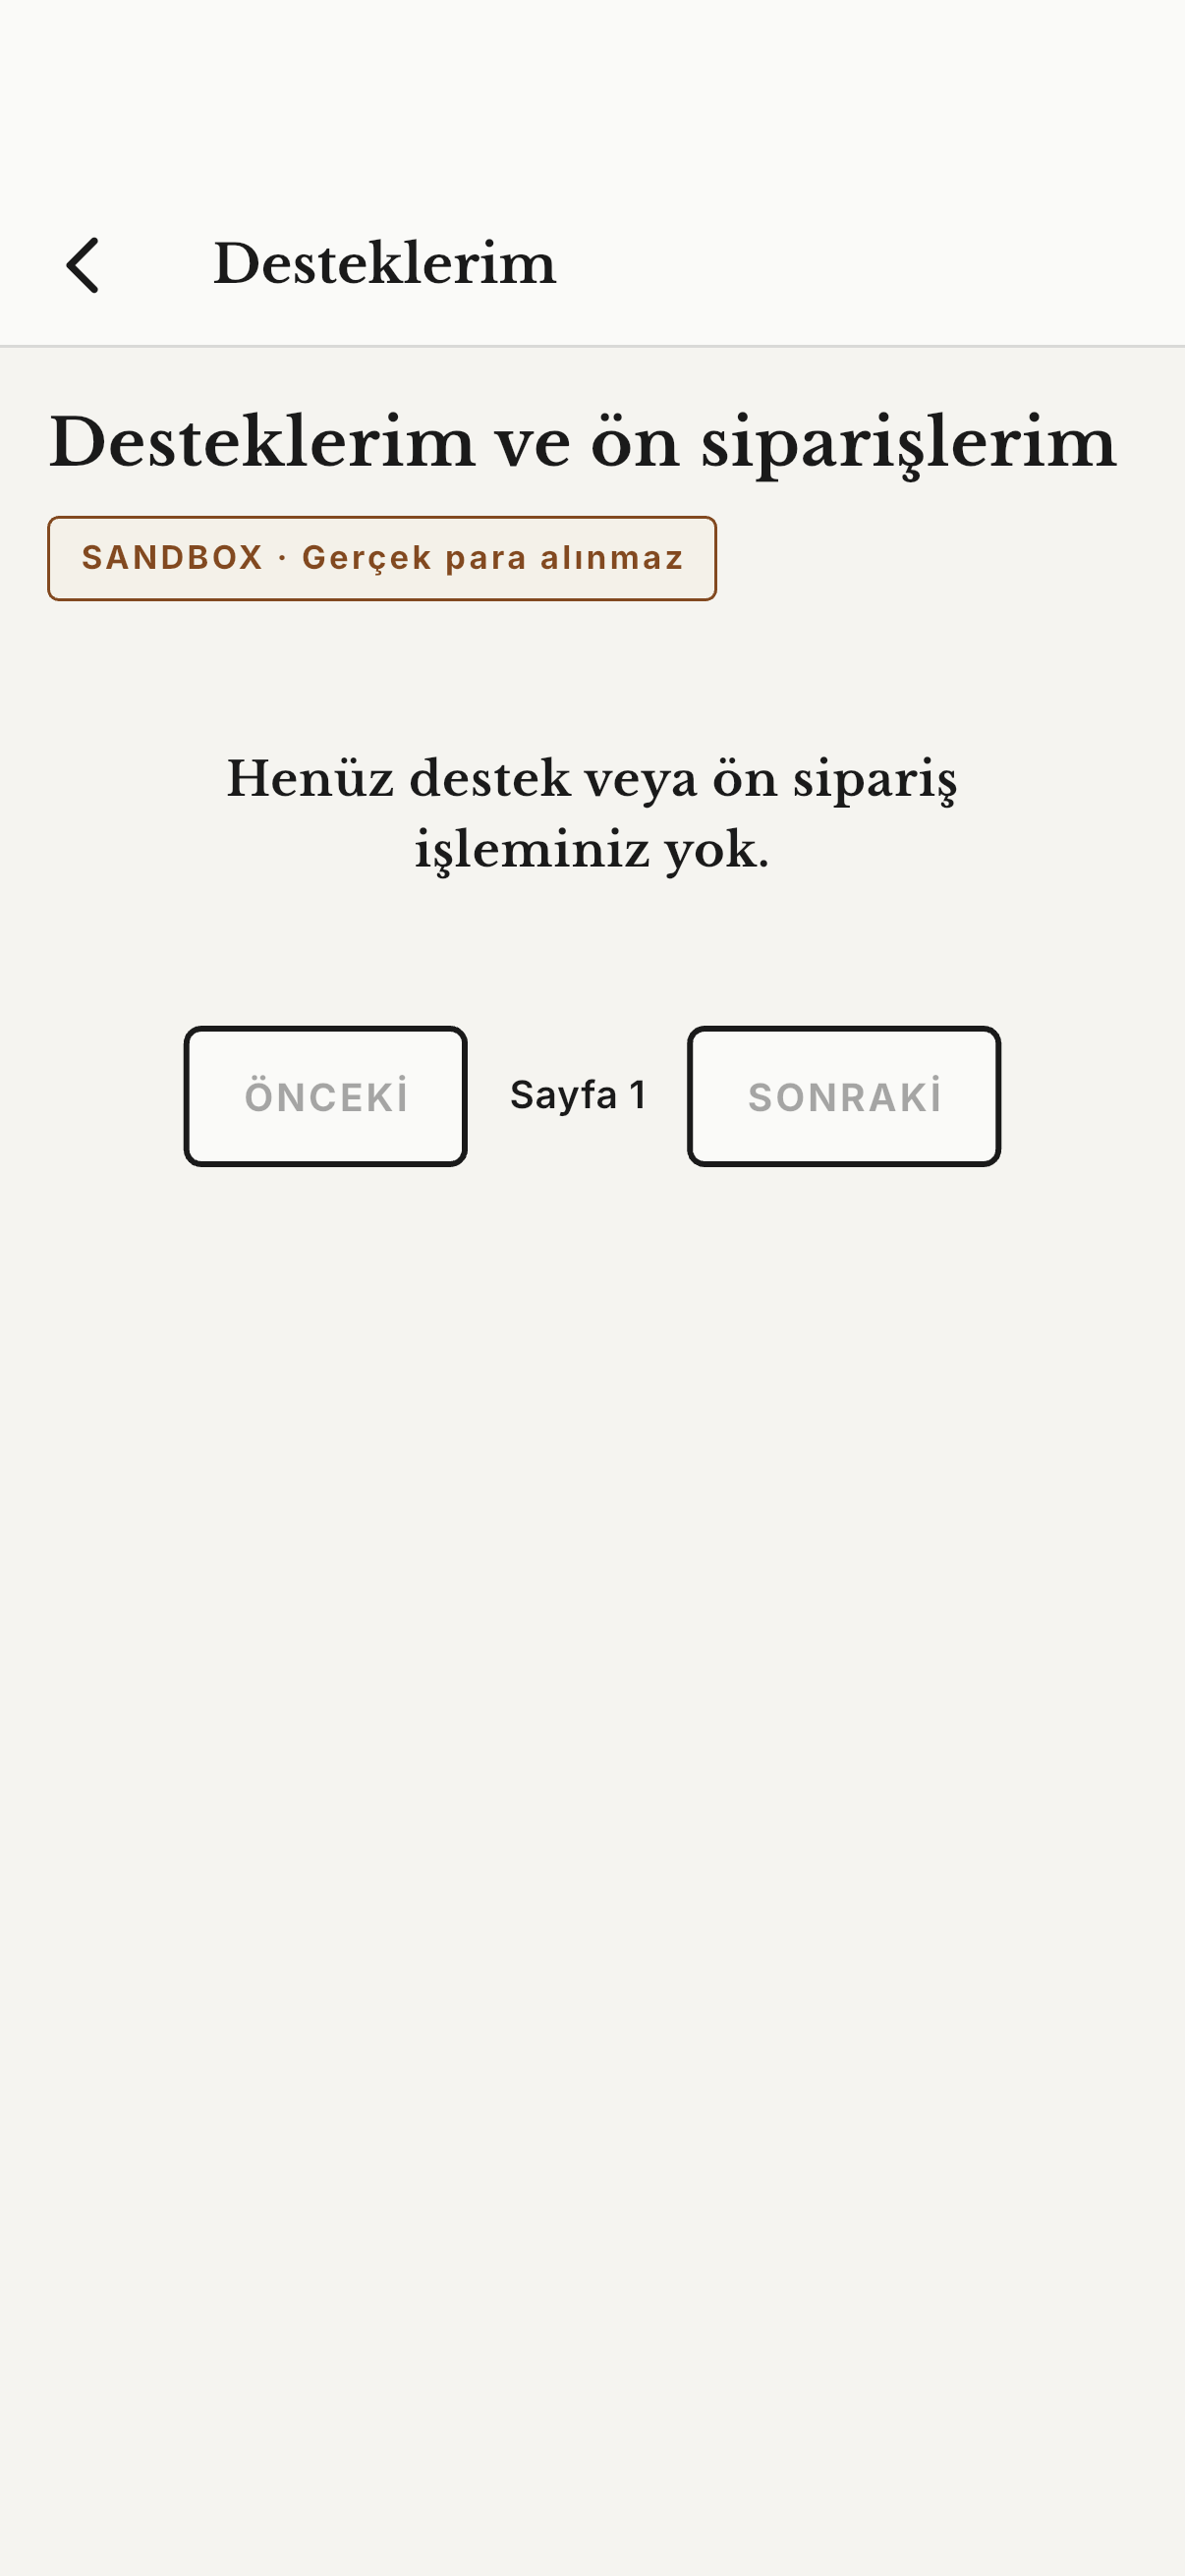 Desteklerim
Desteklerim ve ön siparişlerim
SANDBOX · Gerçek para alınmaz
Henüz destek veya ön sipariş
işleminiz yok.
ÖNCEKİ
Sayfa 1
SONRAKİ